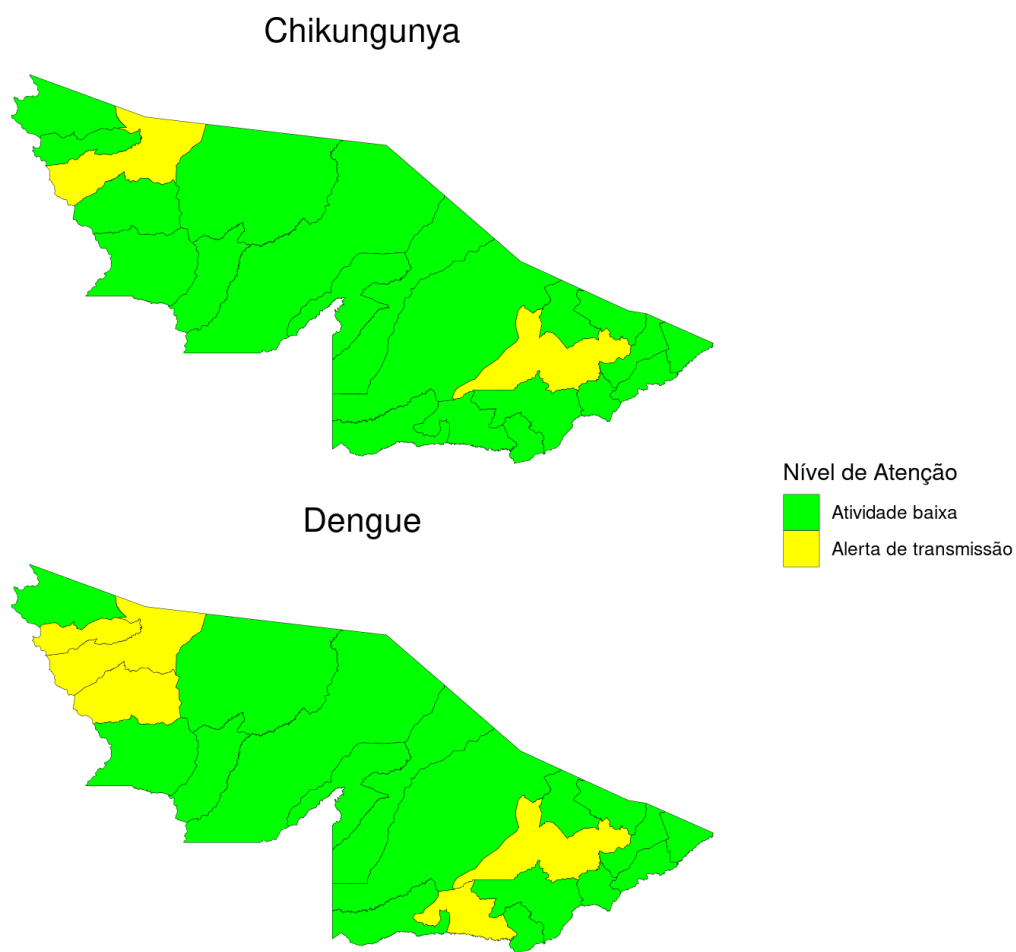 Chikungunya
Dengue
Nível de Atenção
Atividade baixa
Alerta de transmissão